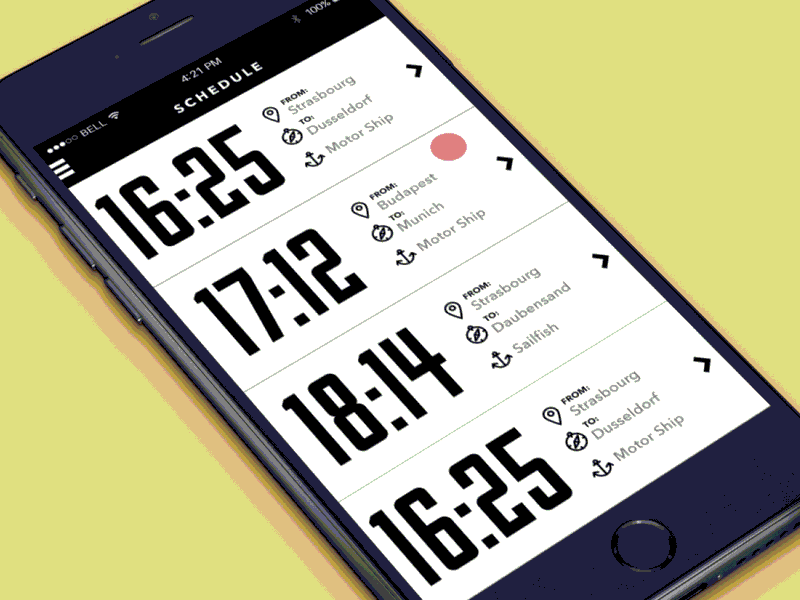 BELL
4:21 PM
100%
SCHEDULE
16:25
FROM:
Strasbourg
TO:
Dusseldorf
Motor Ship
17:12
FROM:
Budapest
TO:
Munich
Motor Ship
18:14
FROM:
Strasbourg
TO:
Daubensand
Sailfish
16:25
FROM:
Strasbourg
TO:
Dusseldorf
Motor Ship